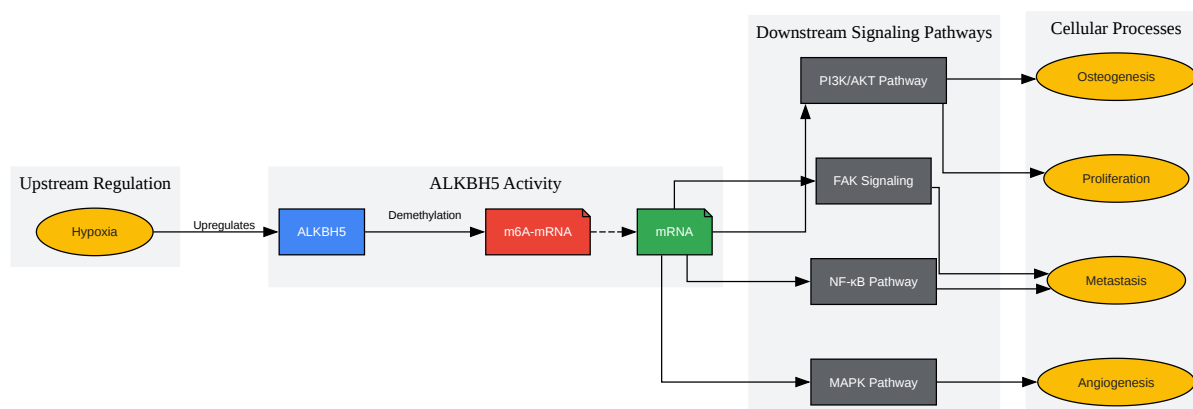 Upstream Regulation
Hypoxia
Upregulates
ALKBH5 Activity
ALKBH5
Demethylation
m6A-mRNA
mRNA
Downstream Signaling Pathways
PI3K/AKT Pathway
FAK Signaling
NF-κB Pathway
MAPK Pathway
Cellular Processes
Osteogenesis
Proliferation
Metastasis
Angiogenesis